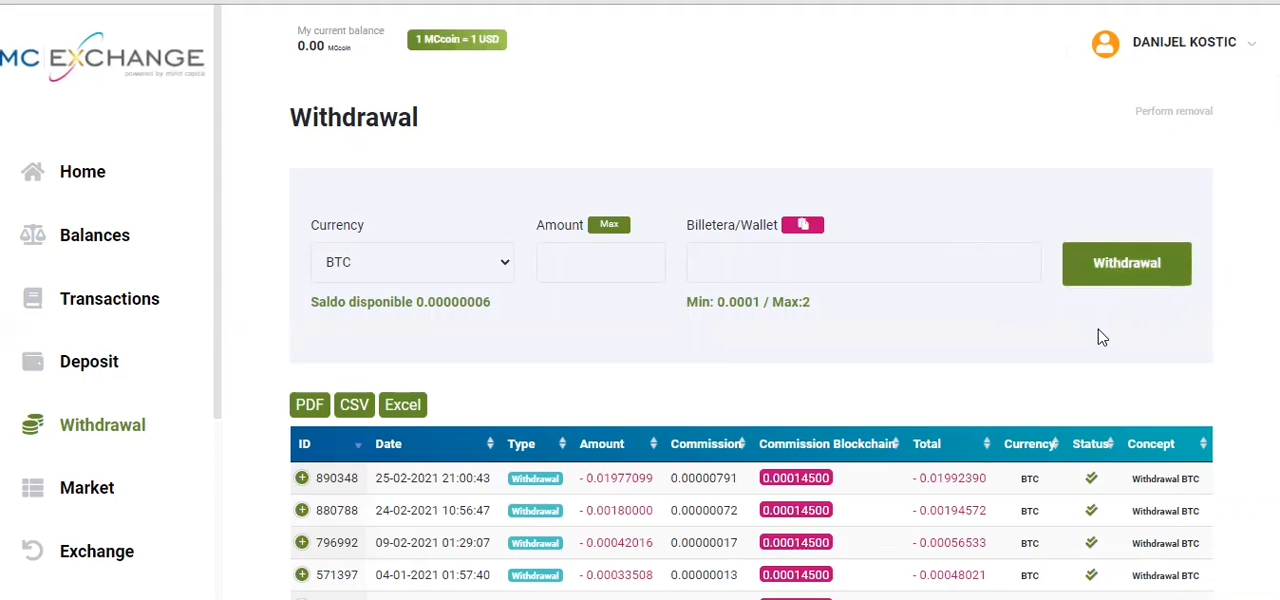 My current balance
0.00 MCcoin
1 MCcoin = 1 USD
DANIJEL KOSTIC
MC EXCHANGE
powered by mind capital
Withdrawal
Perform removal
Home
Balances
Transactions
Deposit
Withdrawal
Market
Exchange
Currency
Amount Max
Billetera/Wallet
BTC
Withdrawal
Saldo disponible 0.00000006
Min: 0.0001 / Max:2
PDF CSV Excel
ID Date Type Amount Commission Commission Blockchain Total Currency Status Concept
890348 25-02-2021 21:00:43 Withdrawal - 0.01977099 0.00000791 0.00014500 - 0.01992390 BTC Withdrawal BTC
880788 24-02-2021 10:56:47 Withdrawal - 0.00180000 0.00000072 0.00014500 - 0.00194572 BTC Withdrawal BTC
796992 09-02-2021 01:29:07 Withdrawal - 0.00042016 0.00000017 0.00014500 - 0.00056533 BTC Withdrawal BTC
571397 04-01-2021 01:57:40 Withdrawal - 0.00033508 0.00000013 0.00014500 - 0.00048021 BTC Withdrawal BTC